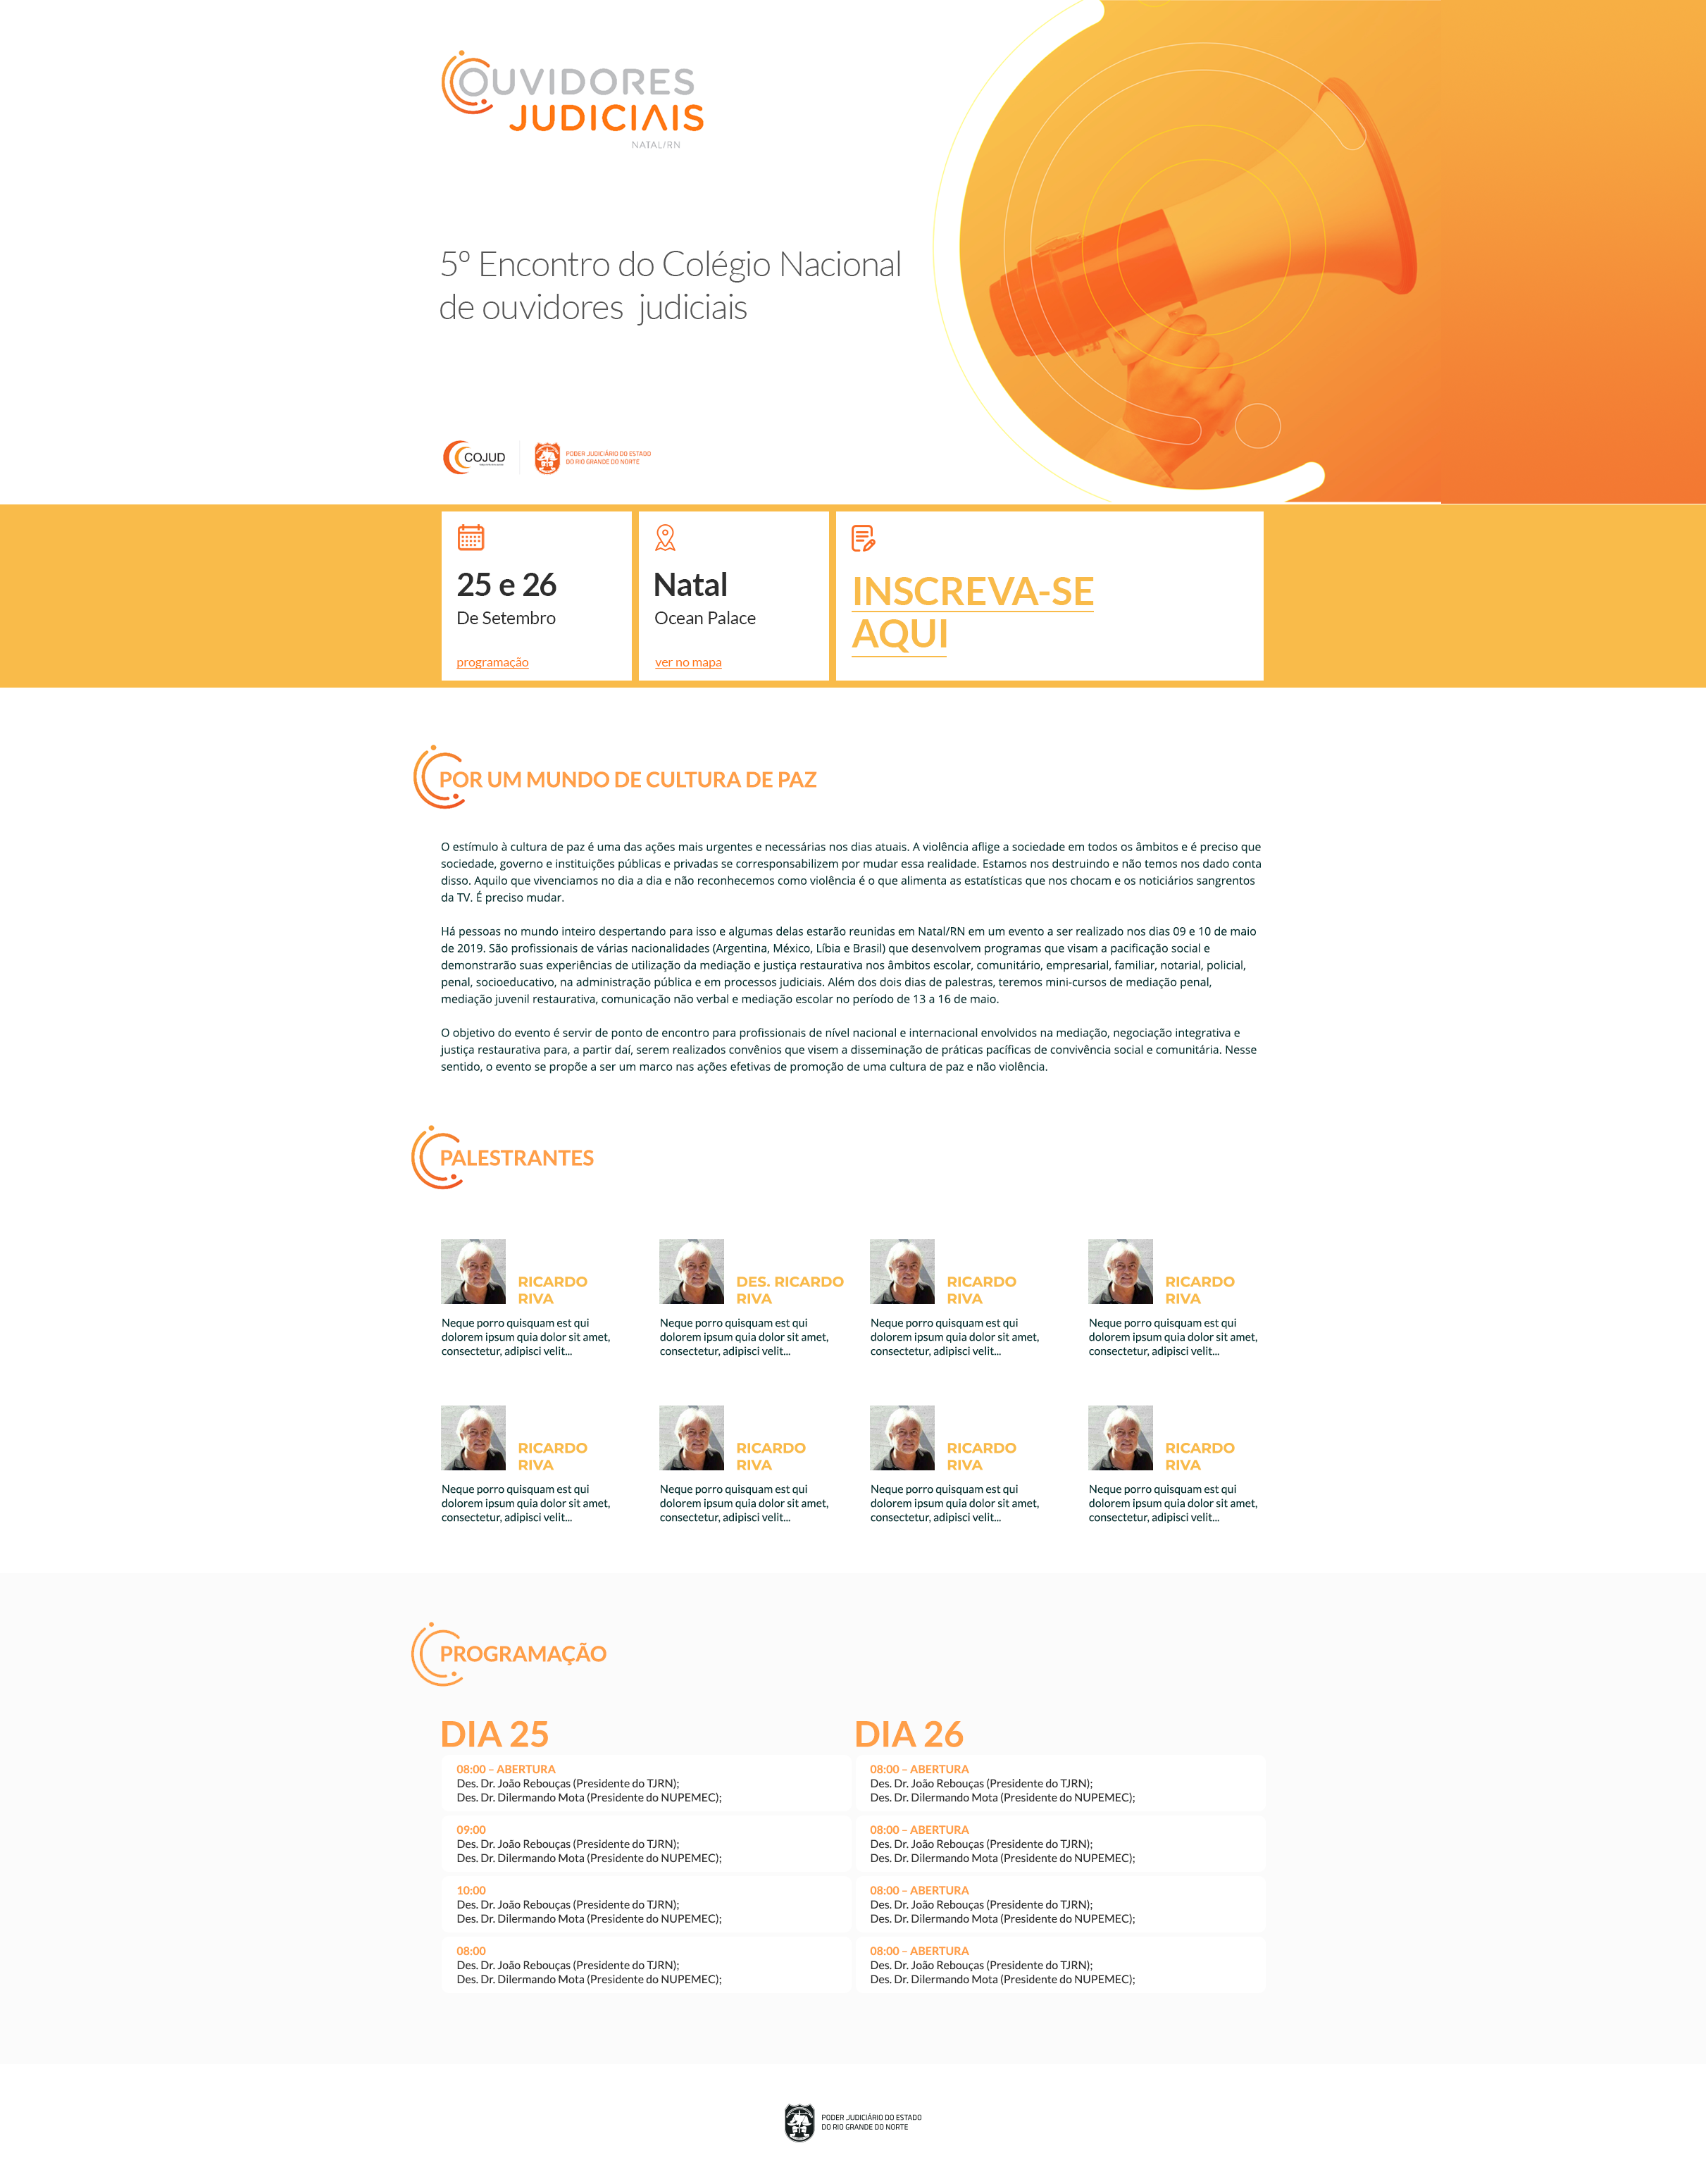 OUVIDORES
JUDICIAIS
NATAL/RN
5º Encontro do Colégio Nacional
de ouvidores judiciais
COJUD
PODER JUDICIÁRIO DO ESTADO
DO RIO GRANDE DO NORTE
25 e 26
De Setembro
programação
Natal
Ocean Palace
ver no mapa
INSCREVA-SE
AQUI
POR UM MUNDO DE CULTURA DE PAZ
O estímulo à cultura de paz é uma das ações mais urgentes e necessárias nos dias atuais. A violência aflige a sociedade em todos os âmbitos e é preciso que
sociedade, governo e instituições públicas e privadas se corresponsabilizem por mudar essa realidade. Estamos nos destruindo e não temos nos dado conta
disso. Aquilo que vivenciamos no dia a dia e não reconhecemos como violência é o que alimenta as estatísticas que nos chocam e os noticiários sangrentos
da TV. É preciso mudar.
Há pessoas no mundo inteiro despertando para isso e algumas delas estarão reunidas em Natal/RN em um evento a ser realizado nos dias 09 e 10 de maio
de 2019. São profissionais de várias nacionalidades (Argentina, México, Líbia e Brasil) que desenvolvem programas que visam a pacificação social e
demonstrarão suas experiências de utilização da mediação e justiça restaurativa nos âmbitos escolar, comunitário, empresarial, familiar, notarial, policial,
penal, socioeducativo, na administração pública e em processos judiciais. Além dos dois dias de palestras, teremos mini-cursos de mediação penal,
mediação juvenil restaurativa, comunicação não verbal e mediação escolar no período de 13 a 16 de maio.
O objetivo do evento é servir de ponto de encontro para profissionais de nível nacional e internacional envolvidos na mediação, negociação integrativa e
justiça restaurativa para, a partir daí, serem realizados convênios que visem a disseminação de práticas pacíficas de convivência social e comunitária. Nesse
sentido, o evento se propõe a ser um marco nas ações efetivas de promoção de uma cultura de paz e não violência.
PALESTRANTES
RICARDO
RIVA
Neque porro quisquam est qui
dolorem ipsum quia dolor sit amet,
consectetur, adipisci velit...
DES. RICARDO
RIVA
Neque porro quisquam est qui
dolorem ipsum quia dolor sit amet,
consectetur, adipisci velit...
RICARDO
RIVA
Neque porro quisquam est qui
dolorem ipsum quia dolor sit amet,
consectetur, adipisci velit...
RICARDO
RIVA
Neque porro quisquam est qui
dolorem ipsum quia dolor sit amet,
consectetur, adipisci velit...
RICARDO
RIVA
Neque porro quisquam est qui
dolorem ipsum quia dolor sit amet,
consectetur, adipisci velit...
RICARDO
RIVA
Neque porro quisquam est qui
dolorem ipsum quia dolor sit amet,
consectetur, adipisci velit...
RICARDO
RIVA
Neque porro quisquam est qui
dolorem ipsum quia dolor sit amet,
consectetur, adipisci velit...
RICARDO
RIVA
Neque porro quisquam est qui
dolorem ipsum quia dolor sit amet,
consectetur, adipisci velit...
PROGRAMAÇÃO
DIA 25
08:00 – ABERTURA
Des. Dr. João Rebouças (Presidente do TJRN);
Des. Dr. Dilermando Mota (Presidente do NUPEMEC);
09:00
Des. Dr. João Rebouças (Presidente do TJRN);
Des. Dr. Dilermando Mota (Presidente do NUPEMEC);
10:00
Des. Dr. João Rebouças (Presidente do TJRN);
Des. Dr. Dilermando Mota (Presidente do NUPEMEC);
08:00
Des. Dr. João Rebouças (Presidente do TJRN);
Des. Dr. Dilermando Mota (Presidente do NUPEMEC);
DIA 26
08:00 – ABERTURA
Des. Dr. João Rebouças (Presidente do TJRN);
Des. Dr. Dilermando Mota (Presidente do NUPEMEC);
08:00 – ABERTURA
Des. Dr. João Rebouças (Presidente do TJRN);
Des. Dr. Dilermando Mota (Presidente do NUPEMEC);
08:00 – ABERTURA
Des. Dr. João Rebouças (Presidente do TJRN);
Des. Dr. Dilermando Mota (Presidente do NUPEMEC);
08:00 – ABERTURA
Des. Dr. João Rebouças (Presidente do TJRN);
Des. Dr. Dilermando Mota (Presidente do NUPEMEC);
PODER JUDICIÁRIO DO ESTADO
DO RIO GRANDE DO NORTE